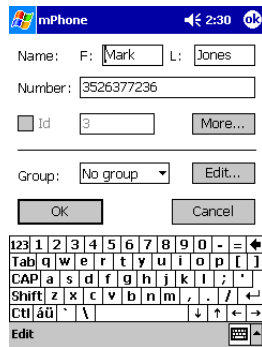 mPhone 2:30 ok
Name: F: Mark L: Jones
Number: 3526377236
Id 3 More...
Group: No group Edit...
OK Cancel
123 1 2 3 4 5 6 7 8 9 0 - =
Tab q w e r t y u i o p [ ]
CAP a s d f g h j k l ; '
Shift z x c v b n m , . /
Ctl áü ` \
Edit